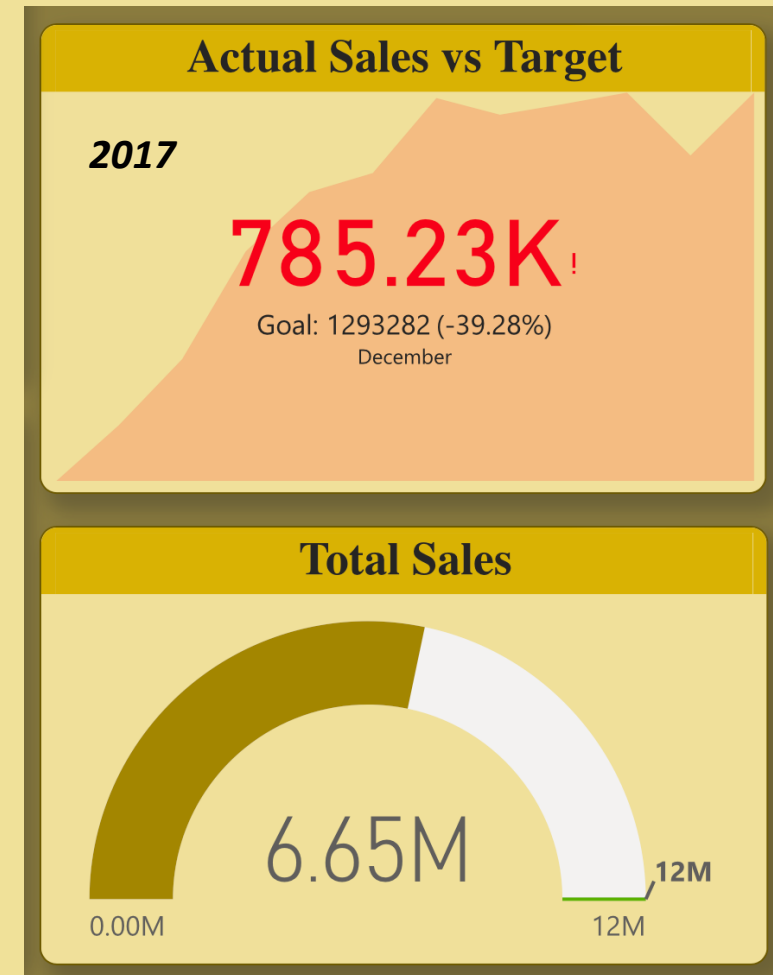 Actual Sales vs Target
2017
785.23K!
Goal: 1293282 (-39.28%)
December
Total Sales
6.65M
12M
0.00M
12M